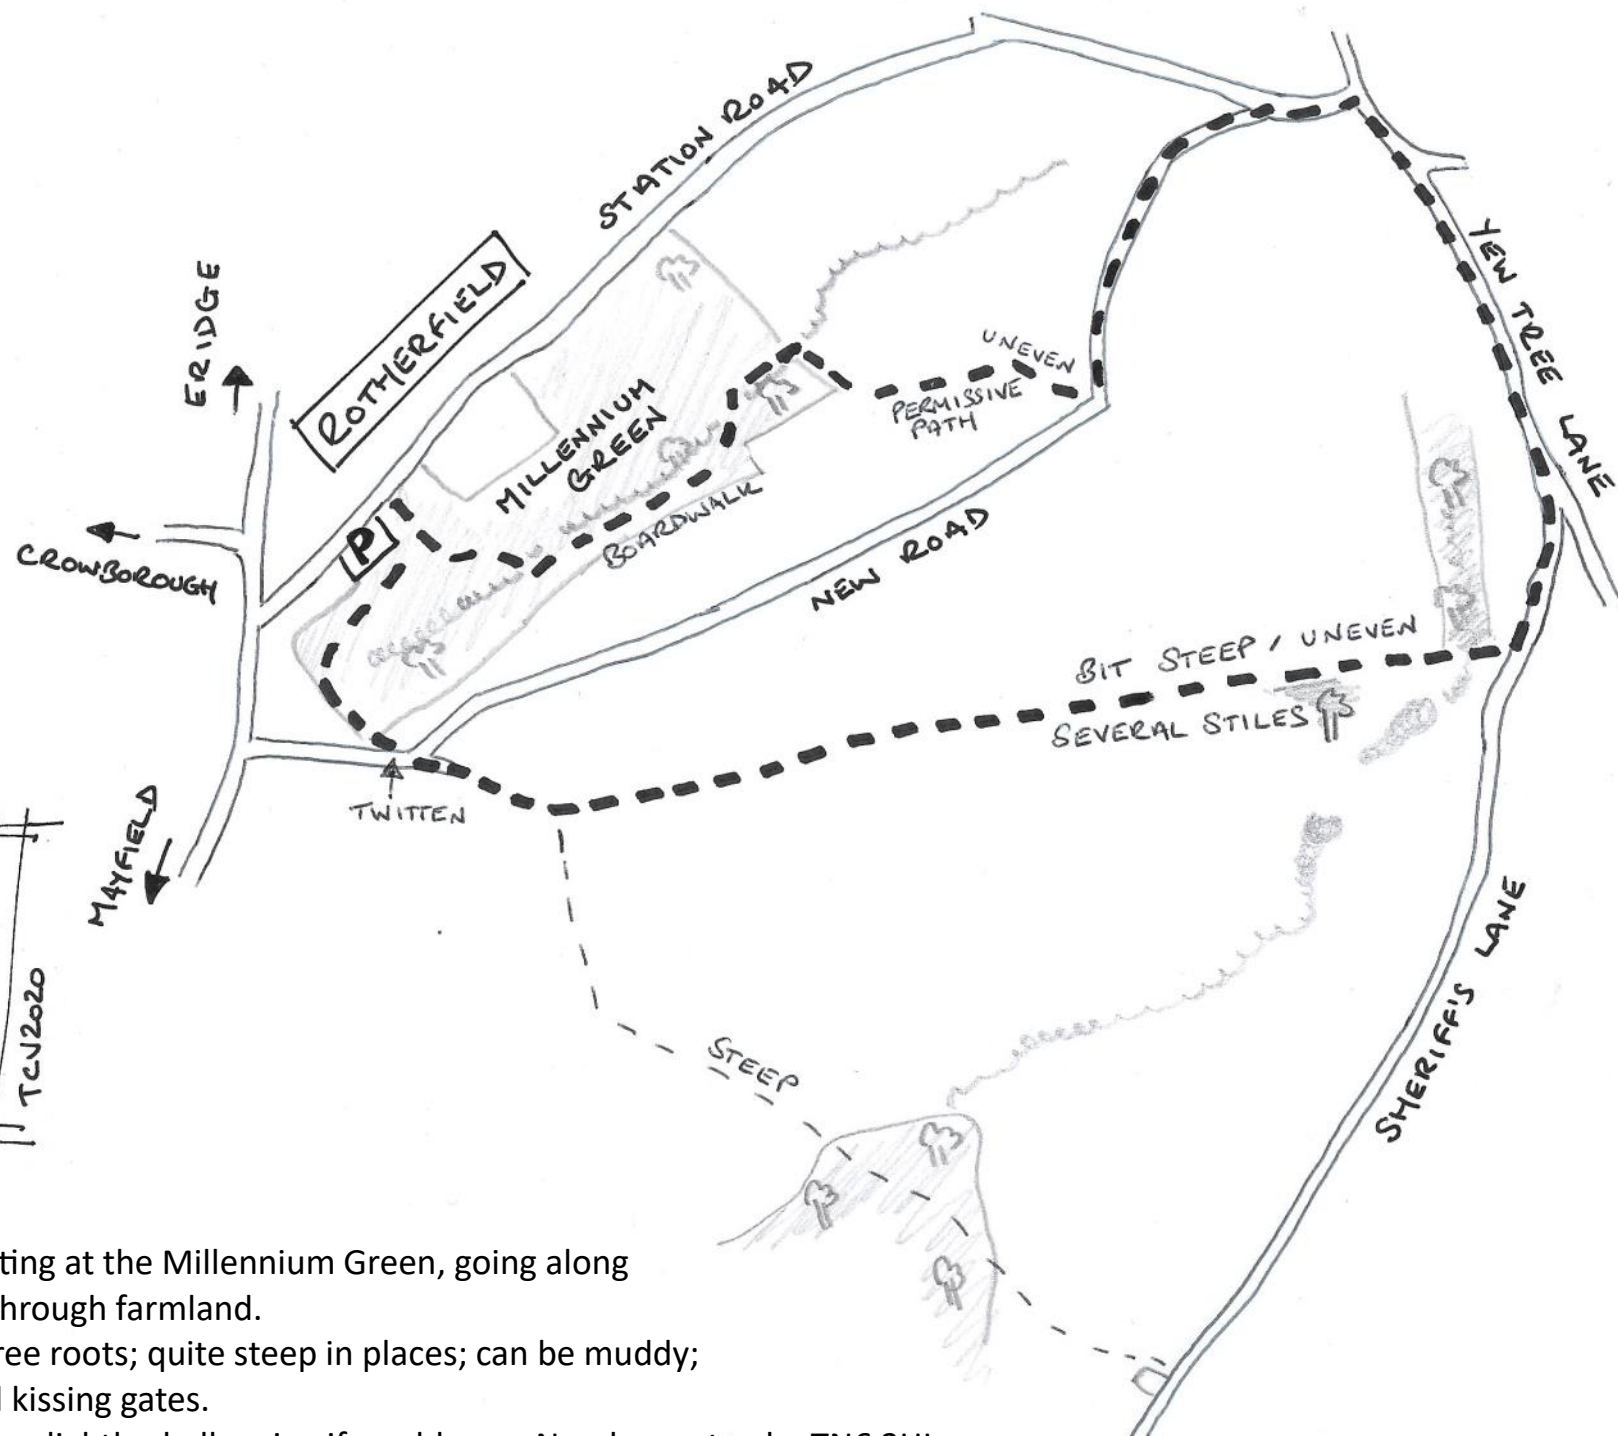 STATION ROAD
ERIDGE
ROTHERFIELD
YEW TREE LANE
UNEVEN
PERMISSIVE
PATH
MILLENNIUM
GREEN
P
BOARDWALK
CROWBOROUGH
NEW ROAD
BIT STEEP / UNEVEN
SEVERAL STILES
TWITTEN
MAYFIELD
SHERIFF'S LANE
TCV2020
STEEP
ting at the Millennium Green, going along
hrough farmland.
ree roots; quite steep in places; can be muddy;
kissing gates.